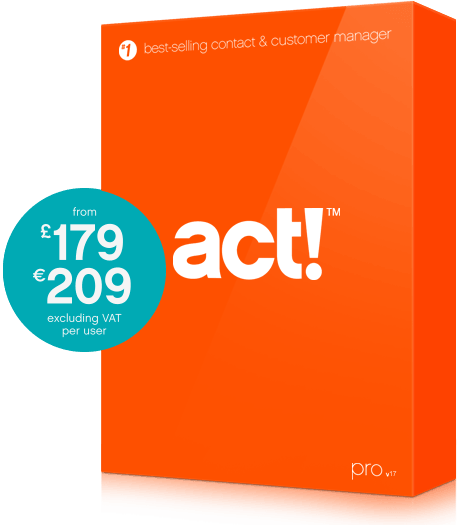 #1 best-selling contact & customer manager
from
£179
€209
excluding VAT
per user
act!™
pro v17